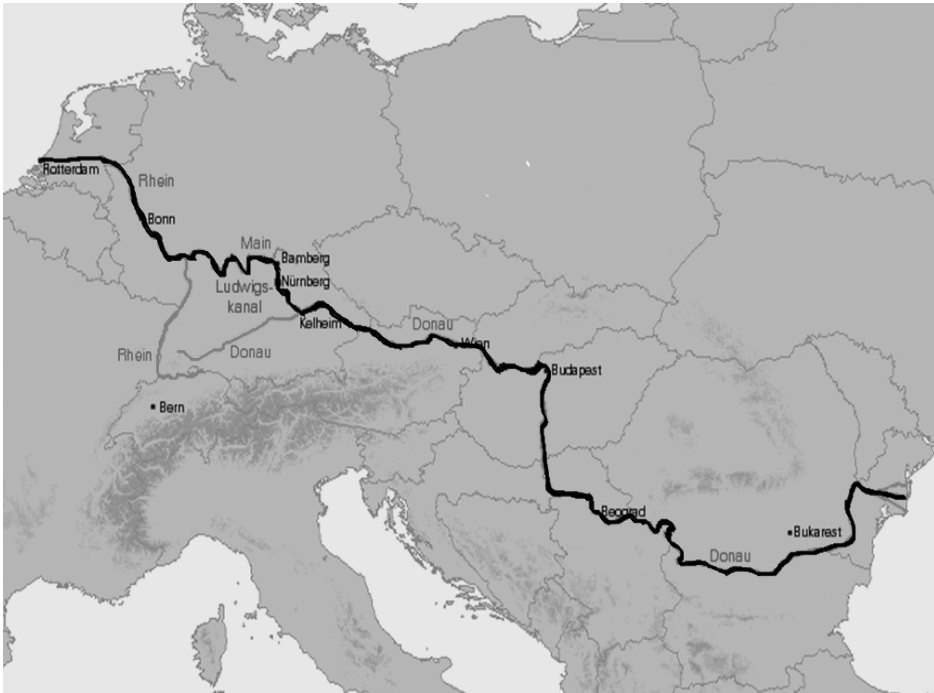 Rotterdam
Rhein
Bonn
Main
Bamberg
Nürnberg
Ludwigs-
kanal
Kelheim
Donau
Wien
Rhein
Donau
Budapest
Bern
Beograd
Bukarest
Donau